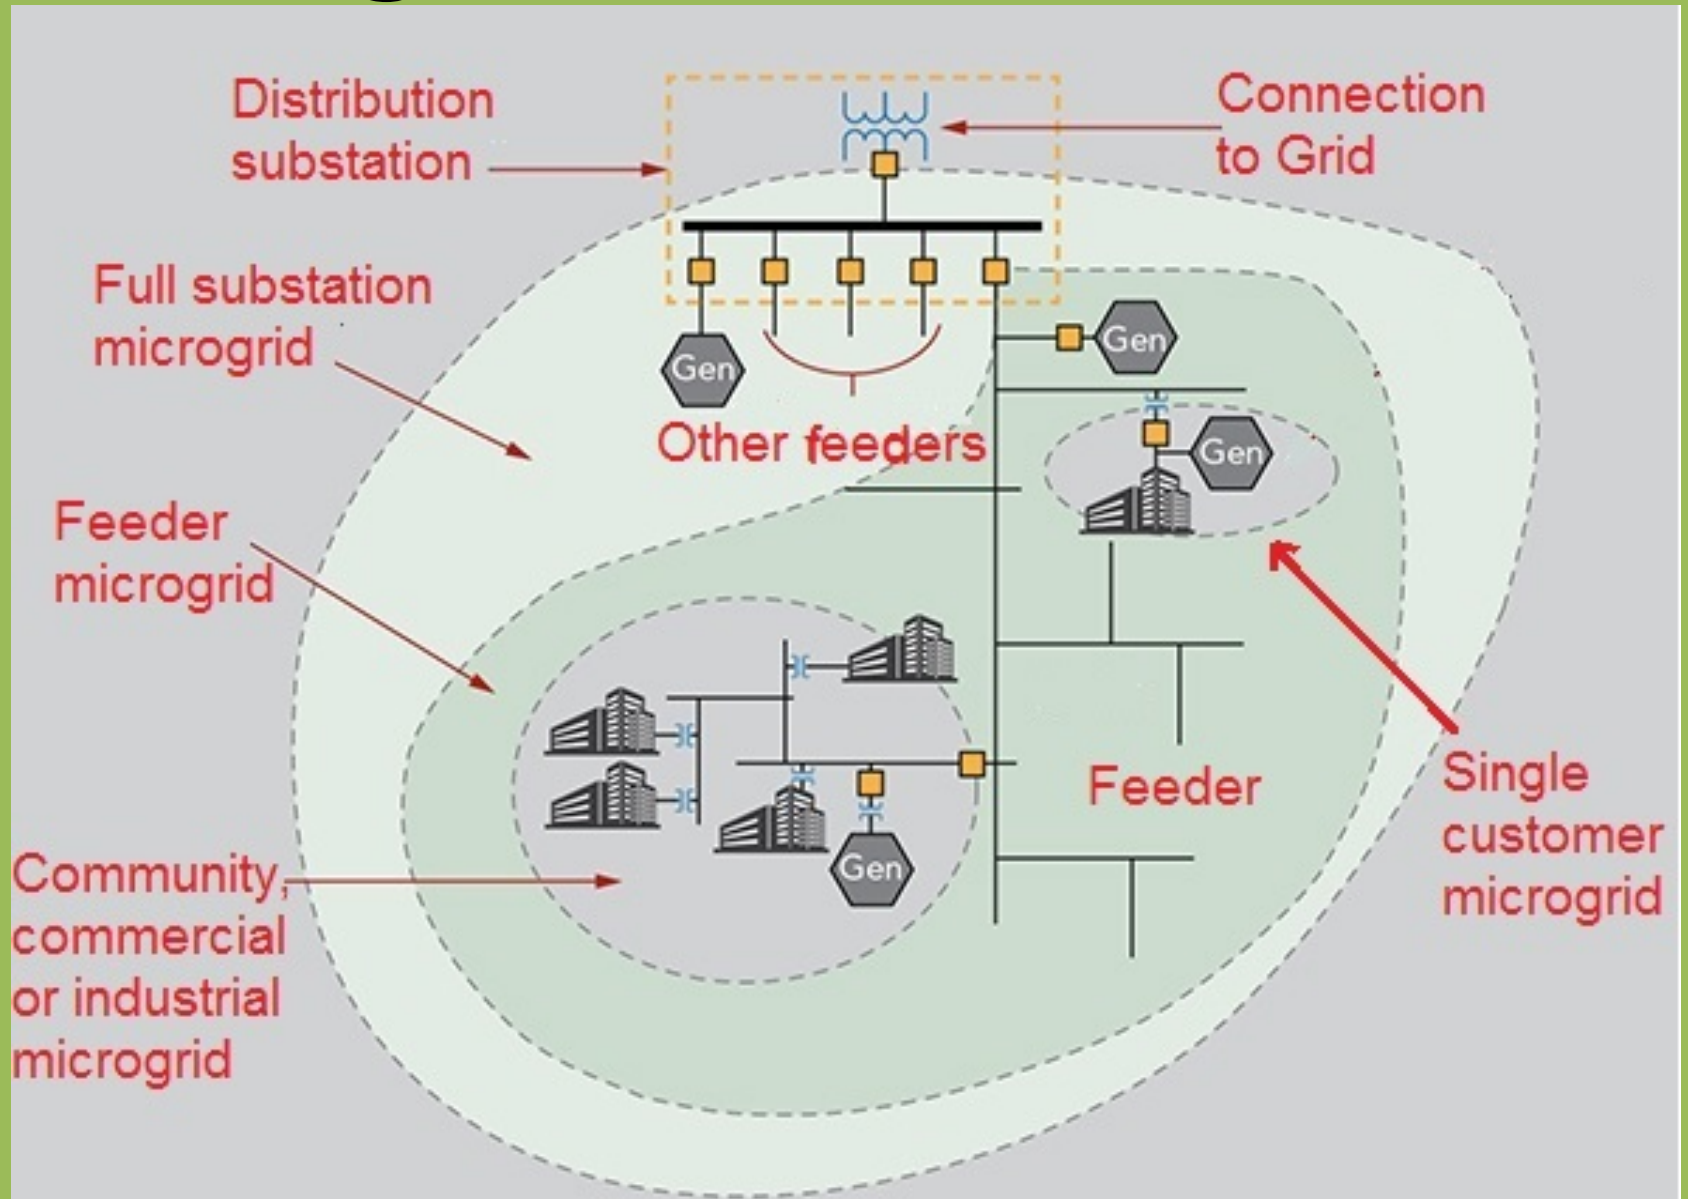 Distribution
substation
Connection
to Grid
Full substation
microgrid
Gen
Gen
Other feeders
Gen
Feeder
microgrid
Feeder
Single
customer
microgrid
Gen
Community,
commercial
or industrial
microgrid